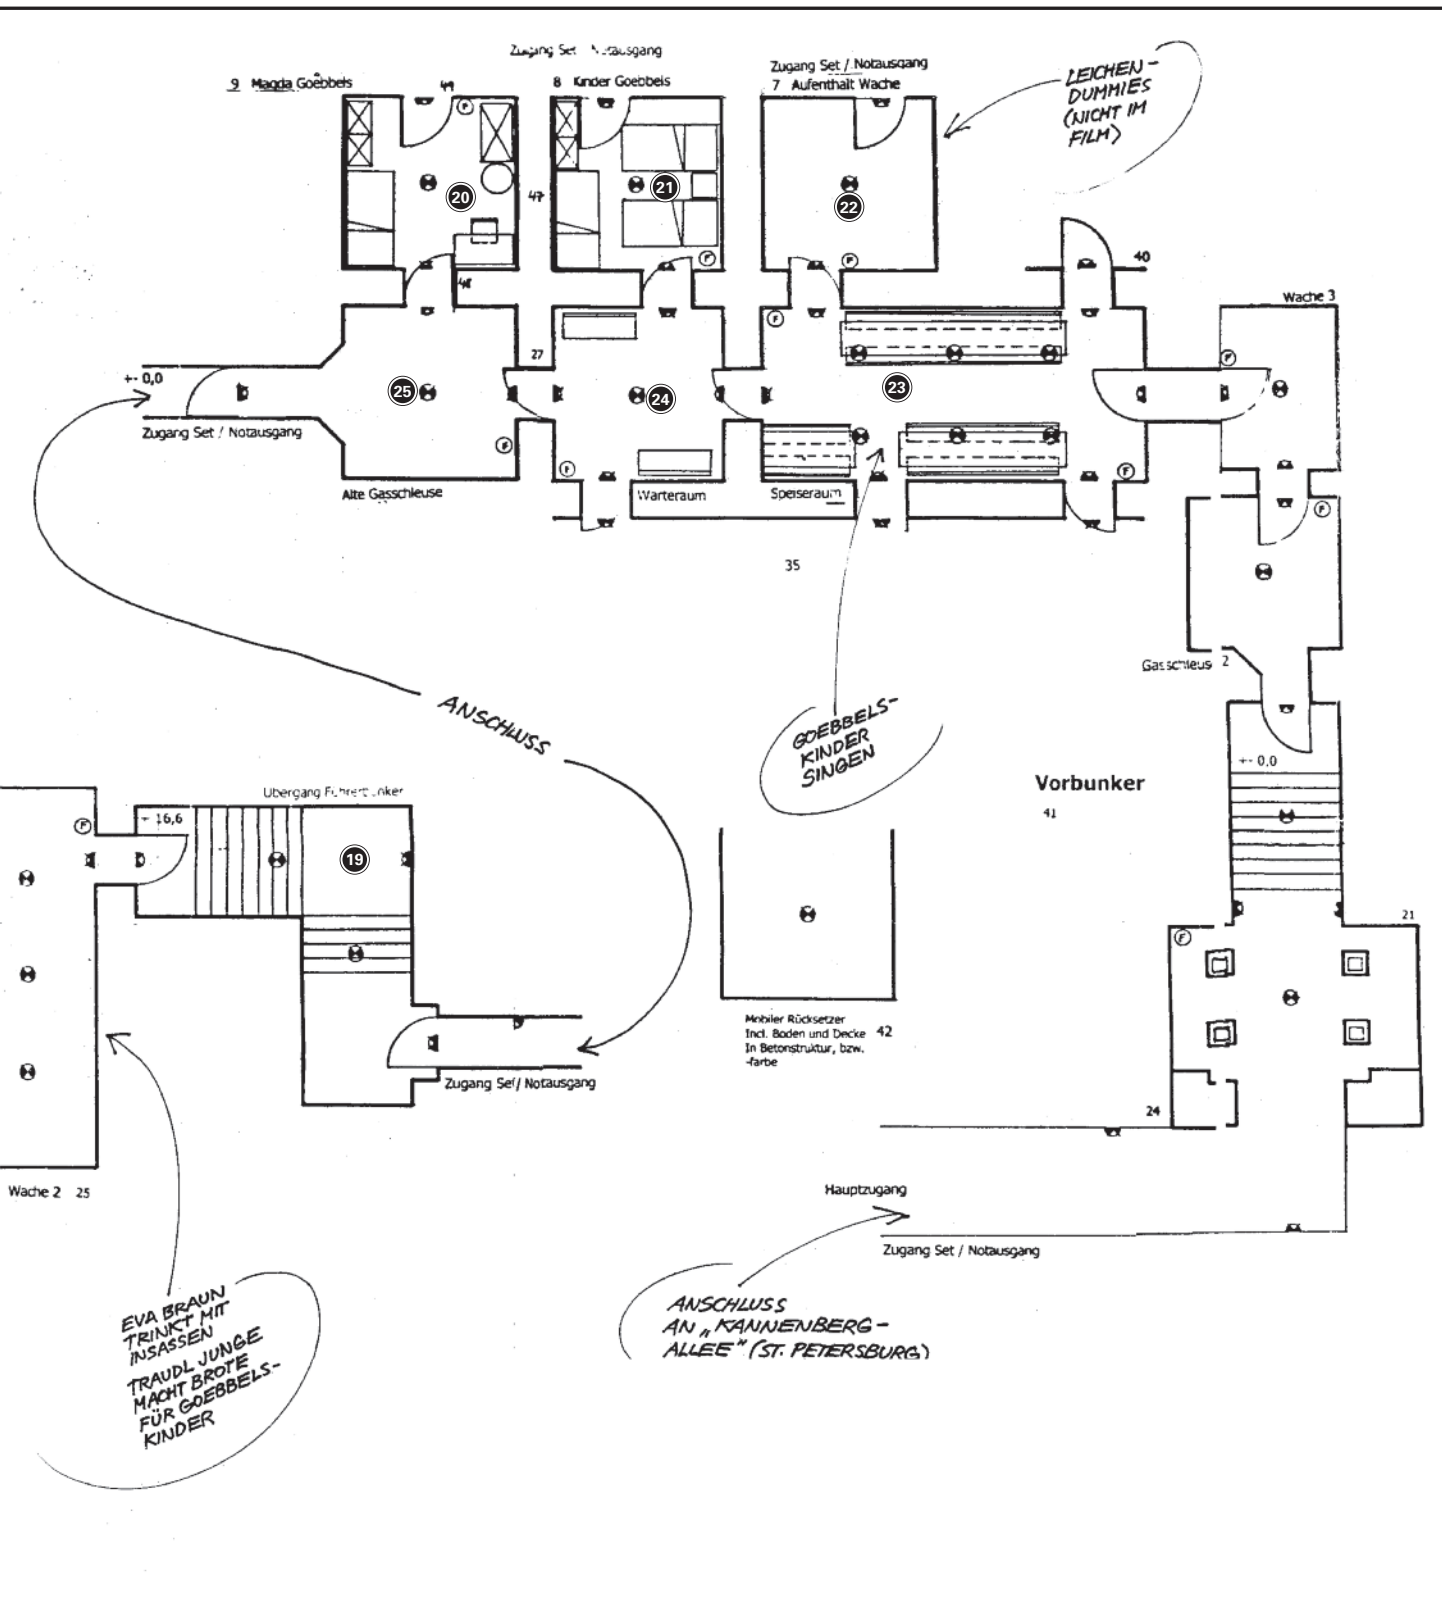 Zugang Set / Notausgang
Zugang Set / Notausgang
9 Magda Goebbels
49
8 Kinder Goebbels
7 Aufenthalt Wache
LEICHEN-
DUMMIES
(NICHT IM
FILM)
F
20
47
21
22
F
F
48
40
Wache 3
F
27
F
+- 0,0
25
24
23
Zugang Set / Notausgang
F
F
F
Alte Gasschleuse
Warteraum
Speiseraum
F
35
Gasschleus 2
ANSCHLUSS
GOEBBELS-
KINDER
SINGEN
+- 0,0
Vorbunker
41
Übergang Führerbunker
F
- 16,6
19
21
F
Mobiler Rücksetzer
Incl. Boden und Decke
42
In Betonstruktur, bzw.
-farbe
Zugang Set/ Notausgang
24
Wache 2 25
Hauptzugang
Zugang Set / Notausgang
EVA BRAUN
TRINKT MIT
INSASSEN
TRAUDL JUNGE
MACHT BROTE
FÜR GOEBBELS-
KINDER
ANSCHLUSS
AN „KANNENBERG-
ALLEE" (ST. PETERSBURG)